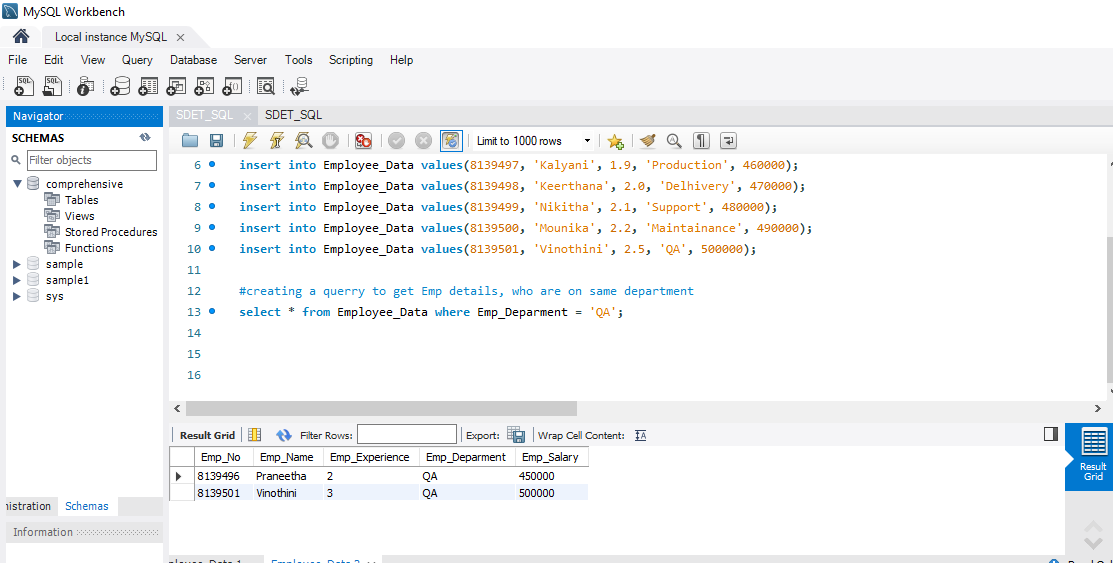 MySQL Workbench
Local instance MySQL
File Edit View Query Database Server Tools Scripting Help
Navigator
SCHEMAS
Filter objects
comprehensive
Tables
Views
Stored Procedures
Functions
sample
sample1
sys
nistration Schemas
Information
SDET_SQL SDET_SQL
Limit to 1000 rows
6 insert into Employee_Data values(8139497, 'Kalyani', 1.9, 'Production', 460000);
7 insert into Employee_Data values(8139498, 'Keerthana', 2.0, 'Delhivery', 470000);
8 insert into Employee_Data values(8139499, 'Nikitha', 2.1, 'Support', 480000);
9 insert into Employee_Data values(8139500, 'Mounika', 2.2, 'Maintainance', 490000);
10 insert into Employee_Data values(8139501, 'Vinothini', 2.5, 'QA', 500000);
11
12 #creating a querry to get Emp details, who are on same department
13 select * from Employee_Data where Emp_Deparment = 'QA';
14
15
16
Result Grid Filter Rows: Export: Wrap Cell Content:
Emp_No Emp_Name Emp_Experience Emp_Deparment Emp_Salary
8139496 Praneetha 2 QA 450000
8139501 Vinothini 3 QA 500000
Result
Grid